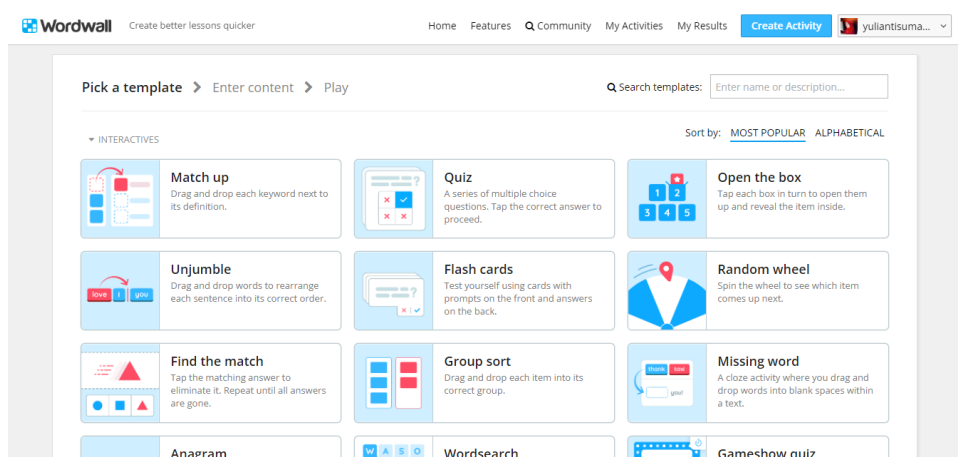 Wordwall Create better lessons quicker Home Features Community My Activities My Results Create Activity yuliantisuma...
Pick a template Enter content Play Search templates: Enter name or description...
INTERACTIVES Sort by: MOST POPULAR ALPHABETICAL
Match up
Drag and drop each keyword next to
its definition.
?
Quiz
A series of multiple choice
questions. Tap the correct answer to
proceed.
1 2
3 4 5
Open the box
Tap each box in turn to open them
up and reveal the item inside.
love i you
Unjumble
Drag and drop words to rearrange
each sentence into its correct order.
?
Flash cards
Test yourself using cards with
prompts on the front and answers
on the back.
Random wheel
Spin the wheel to see which item
comes up next.
Find the match
Tap the matching answer to
eliminate it. Repeat until all answers
are gone.
Group sort
Drag and drop each item into its
correct group.
thank taxi
you!
Missing word
A cloze activity where you drag and
drop words into blank spaces within
a text.
Anagram
W A S O
Wordsearch
Gameshow quiz